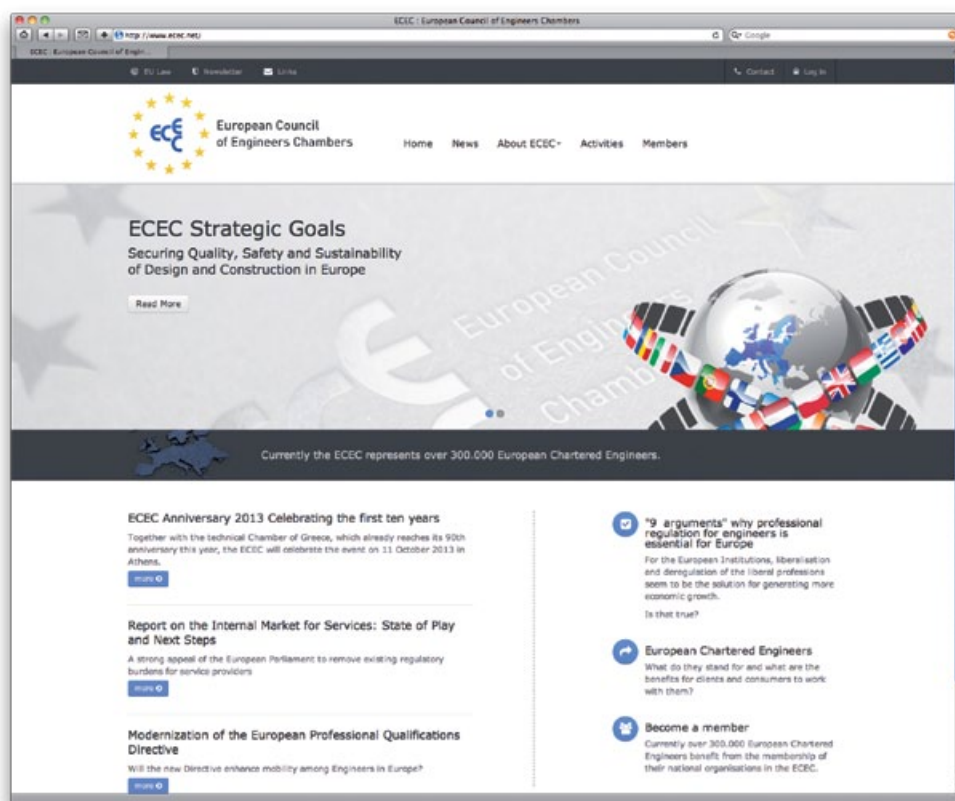 ECEC : European Council of Engineers Chambers
http://www.ecec.net/
Google
ECEC : European Council of Engin...
EU Law Newsletter Links
Contact Log In
ECEC
European Council
of Engineers Chambers
Home News About ECEC Activities Members
ECEC Strategic Goals
Securing Quality, Safety and Sustainability
of Design and Construction in Europe
Read More
European Council
of Engineers
Chambers
Currently the ECEC represents over 300.000 European Chartered Engineers.
ECEC Anniversary 2013 Celebrating the first ten years
Together with the technical Chamber of Greece, which already reaches its 90th
anniversary this year, the ECEC will celebrate the event on 11 October 2013 in
Athens.
more
Report on the Internal Market for Services: State of Play
and Next Steps
A strong appeal of the European Parliament to remove existing regulatory
burdens for service providers
more
Modernization of the European Professional Qualifications
Directive
Will the new Directive enhance mobility among Engineers in Europe?
more
"9 arguments" why professional
regulation for engineers is
essential for Europe
For the European Institutions, liberalisation
and deregulation of the liberal professions
seem to be the solution for generating more
economic growth.
Is that true?
European Chartered Engineers
What do they stand for and what are the
benefits for clients and consumers to work
with them?
Become a member
Currently over 300.000 European Chartered
Engineers benefit from the membership of
their national organisations in the ECEC.